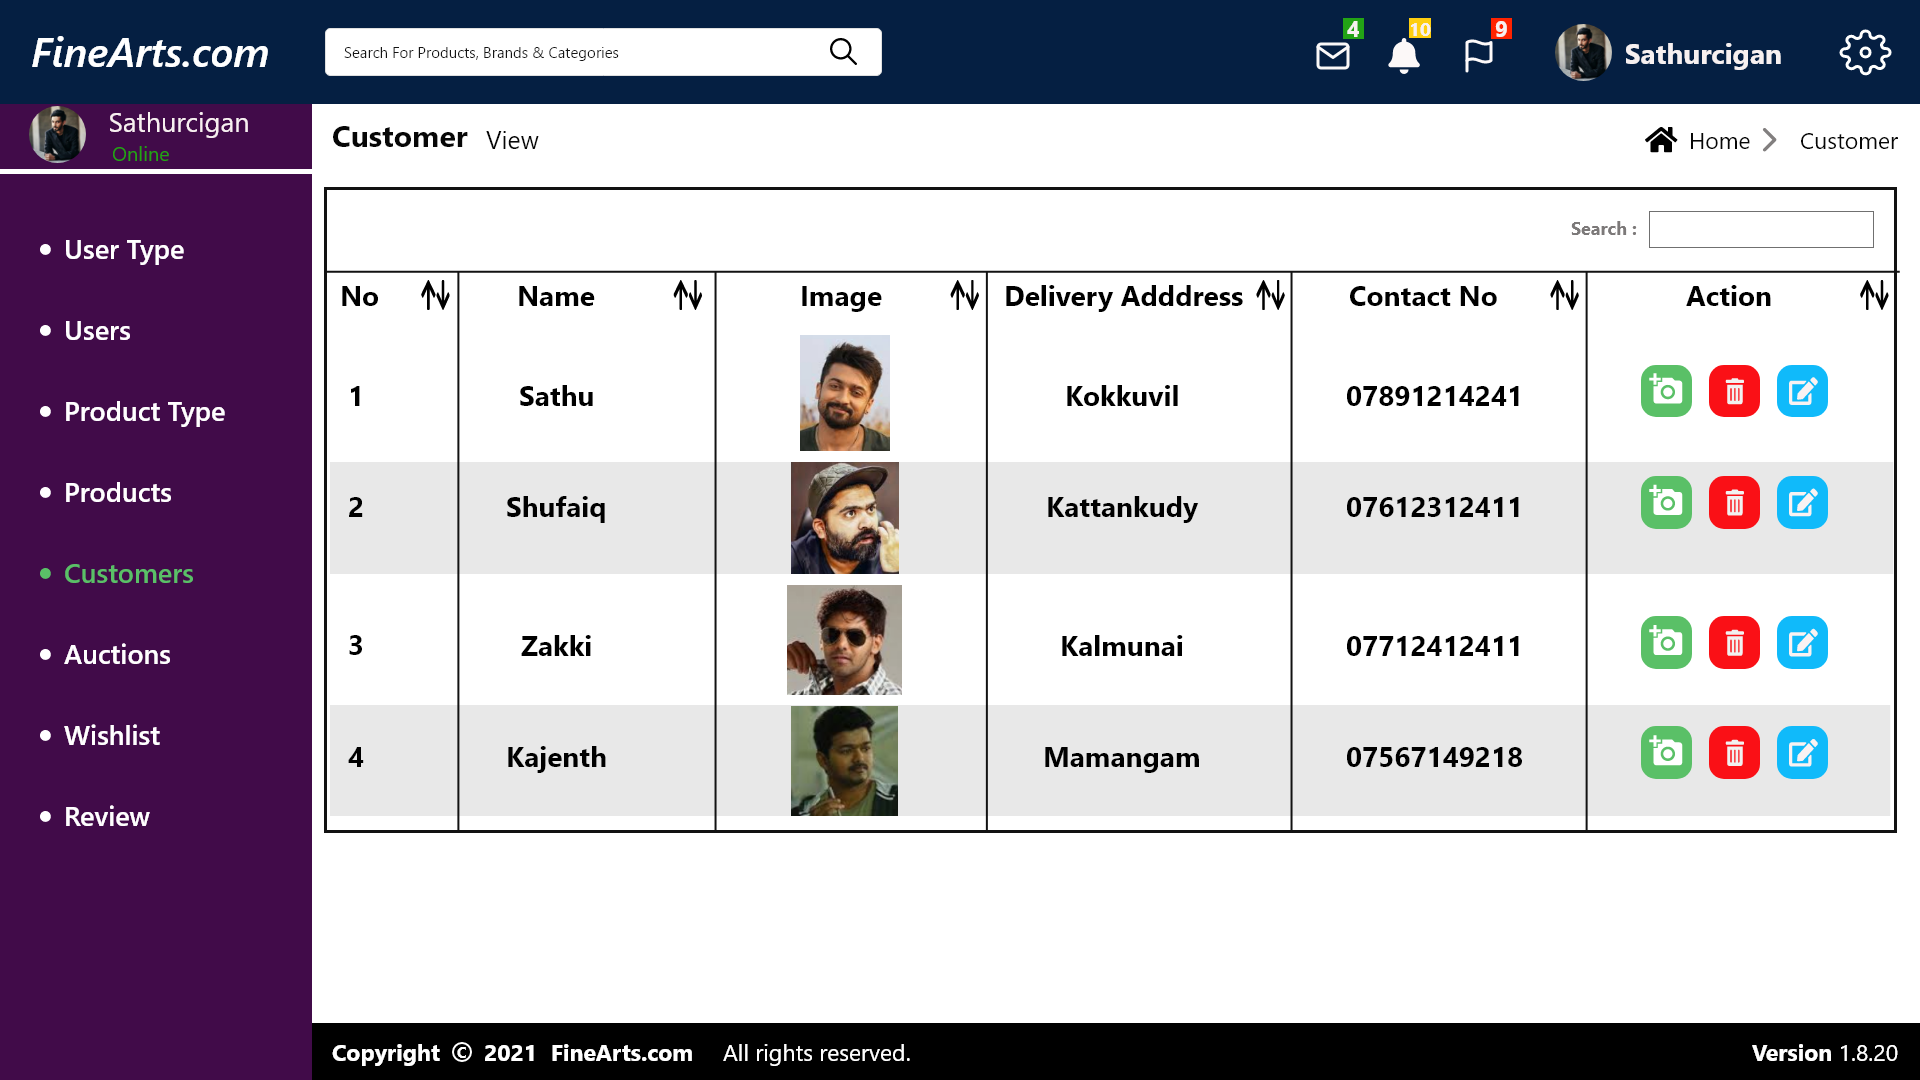 FineArts.com
Search For Products, Brands & Categories
4
10
9
Sathurcigan
Sathurcigan
Online
Customer View
Home
Customer
User Type
Users
Product Type
Products
Customers
Auctions
Wishlist
Review
Search :
No Name Image Delivery Adddress Contact No Action
1 Sathu Kokkuvil 07891214241
2 Shufaiq Kattankudy 07612312411
3 Zakki Kalmunai 07712412411
4 Kajenth Mamangam 07567149218
Copyright © 2021 FineArts.com All rights reserved.
Version 1.8.20